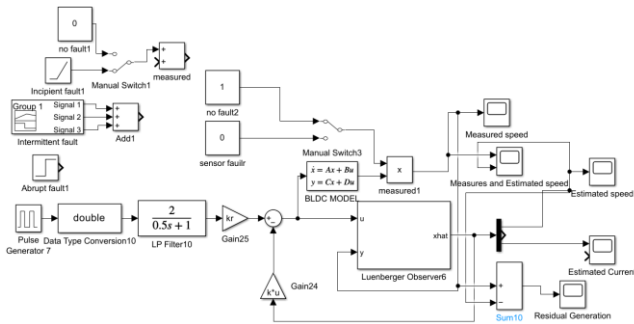 0
no fault1
+
+
measured
Manual Switch1
Incipient fault1
Group 1
Signal 1
Signal 2
Signal 3
+
+
+
Add1
Intermittent fault
Abrupt fault1
1
no fault2
0
sensor failr
Manual Switch3
ẋ = Ax + Bu
y = Cx + Du
BLDC MODEL
x
measured1
Measured speed
Measures and Estimated speed
Estimated speed
Pulse
Generator 7
double
Data Type Conversion10
2
0.5s + 1
LP Filter10
kr
Gain25
+
−
u
y
xhat
Luenberger Observer6
k*u
Gain24
Estimated Curren
+
−
Sum10
Residual Generation